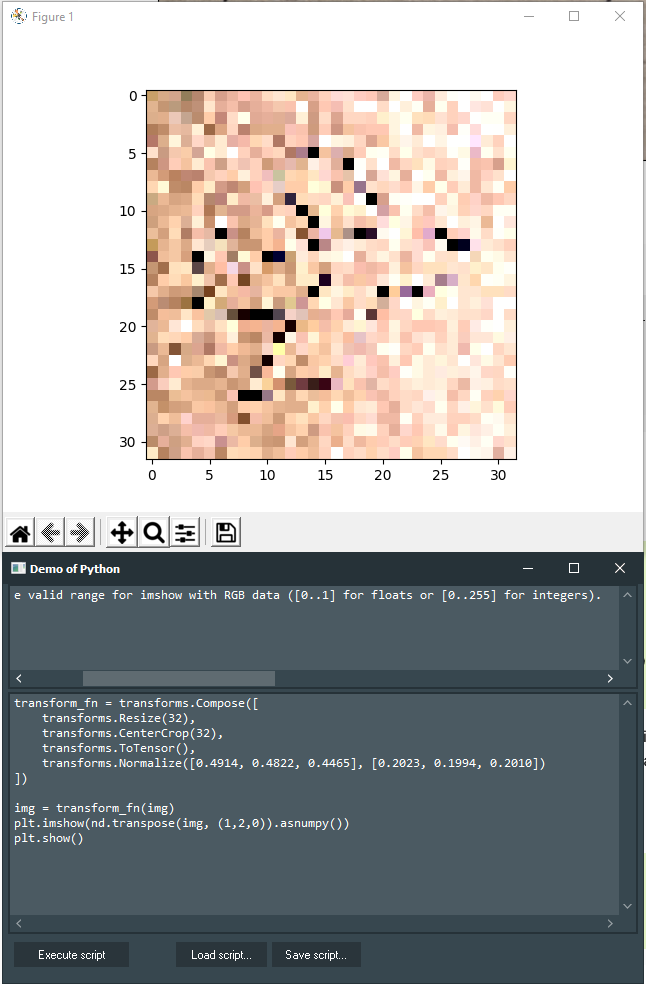 Figure 1
0
5
10
15
20
25
30
0 5 10 15 20 25 30
Demo of Python
e valid range for imshow with RGB data ([0..1] for floats or [0..255] for integers).
transform_fn = transforms.Compose([
    transforms.Resize(32),
    transforms.CenterCrop(32),
    transforms.ToTensor(),
    transforms.Normalize([0.4914, 0.4822, 0.4465], [0.2023, 0.1994, 0.2010])
])
img = transform_fn(img)
plt.imshow(nd.transpose(img, (1,2,0)).asnumpy())
plt.show()
Execute script Load script... Save script...